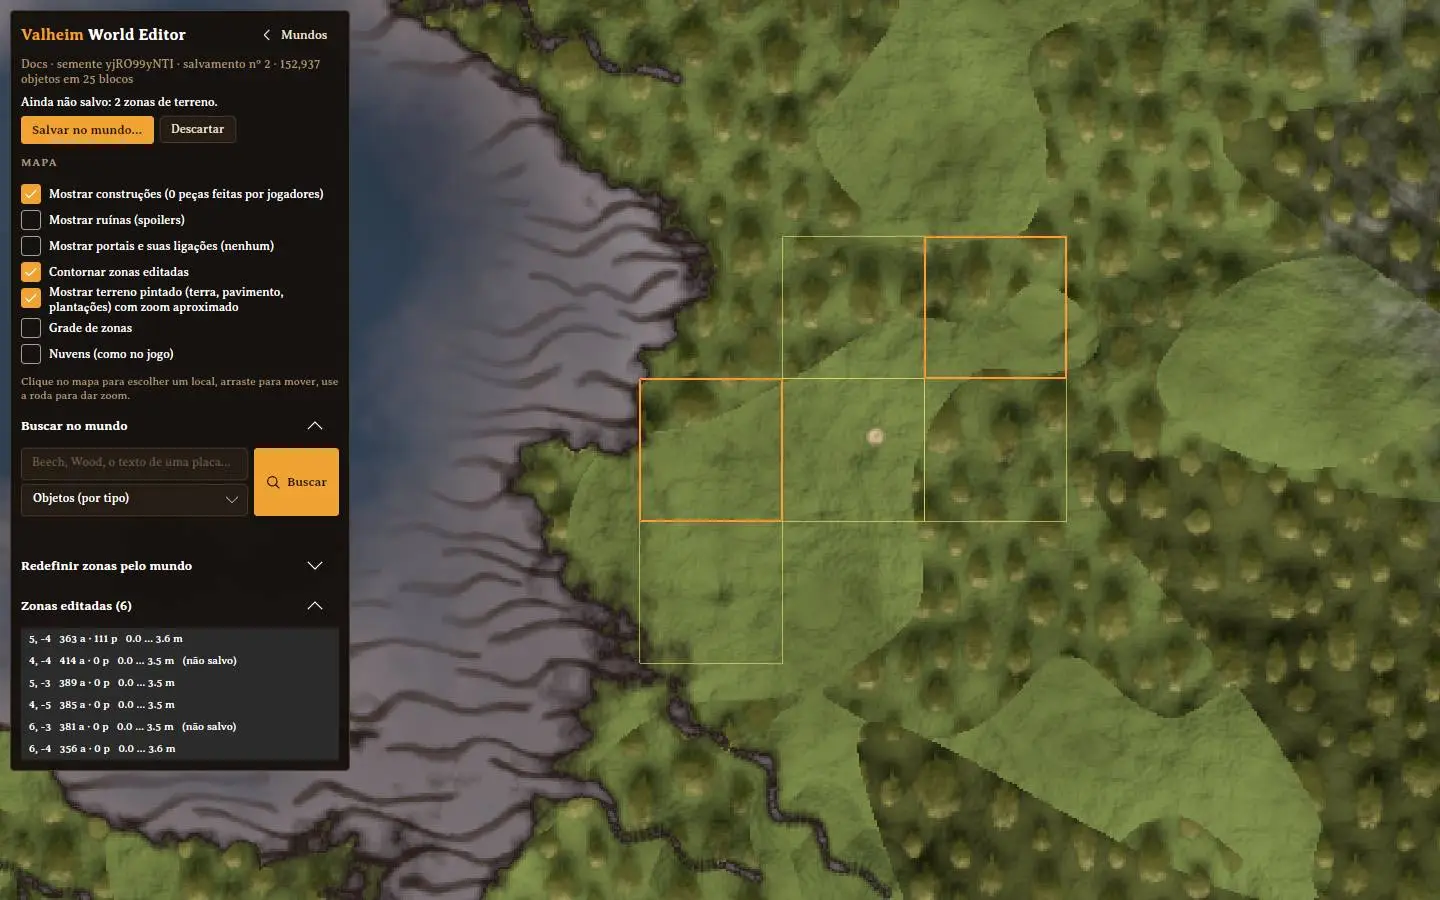 Valheim World Editor
Mundos
Docs · semente yjRO99yNTI · salvamento nº 2 · 152,937
objetos em 25 blocos
Ainda não salvo: 2 zonas de terreno.
Salvar no mundo...
Descartar
MAPA
Mostrar construções (0 peças feitas por jogadores)
Mostrar ruínas (spoilers)
Mostrar portais e suas ligações (nenhum)
Contornar zonas editadas
Mostrar terreno pintado (terra, pavimento,
plantações) com zoom aproximado
Grade de zonas
Nuvens (como no jogo)
Clique no mapa para escolher um local, arraste para mover, use
a roda para dar zoom.
Buscar no mundo
Beech, Wood, o texto de uma placa...
Objetos (por tipo)
Buscar
Redefinir zonas pelo mundo
Zonas editadas (6)
5, -4 363 a · 111 p 0.0 ... 3.6 m
4, -4 414 a · 0 p 0.0 ... 3.5 m (não salvo)
5, -3 389 a · 0 p 0.0 ... 3.5 m
4, -5 385 a · 0 p 0.0 ... 3.5 m
6, -3 381 a · 0 p 0.0 ... 3.5 m (não salvo)
6, -4 356 a · 0 p 0.0 ... 3.6 m